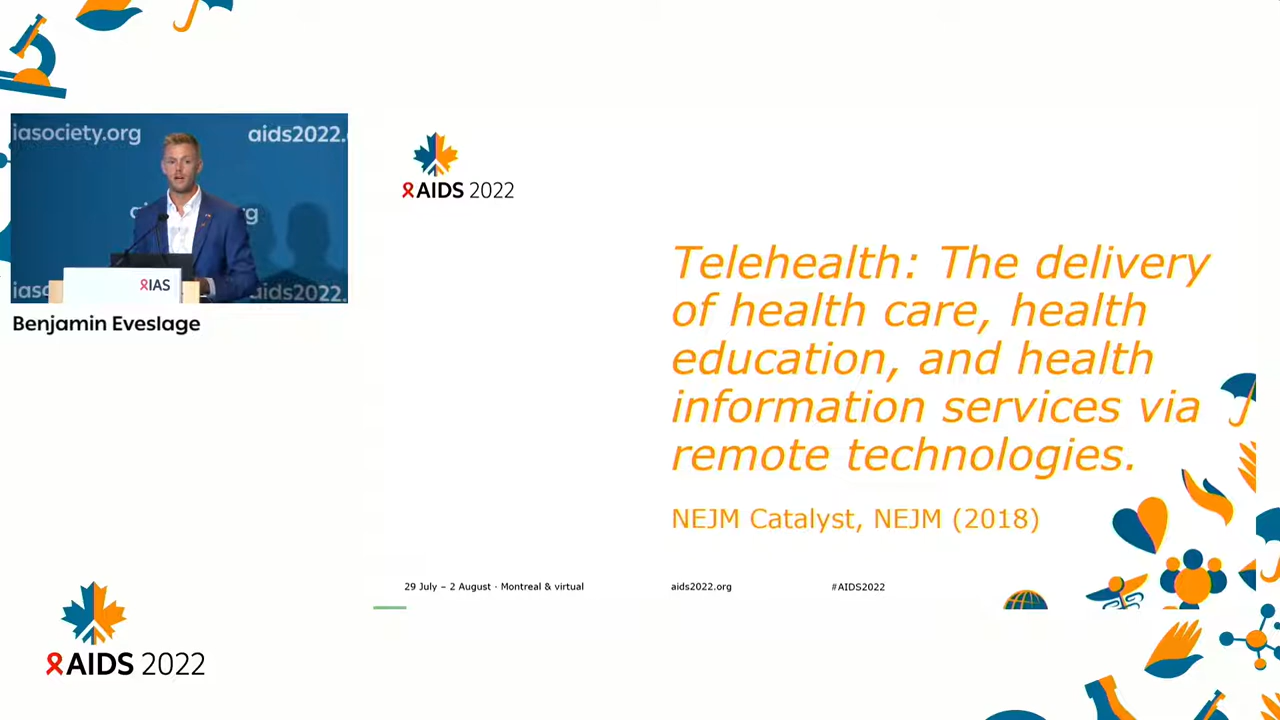 iasociety.org
aids2022.
g
IAS
iaso
aids2022.
Benjamin Eveslage
AIDS 2022
Telehealth: The delivery
of health care, health
education, and health
information services via
remote technologies.
NEJM Catalyst, NEJM (2018)
29 July – 2 August · Montreal & virtual
aids2022.org
#AIDS2022
AIDS 2022